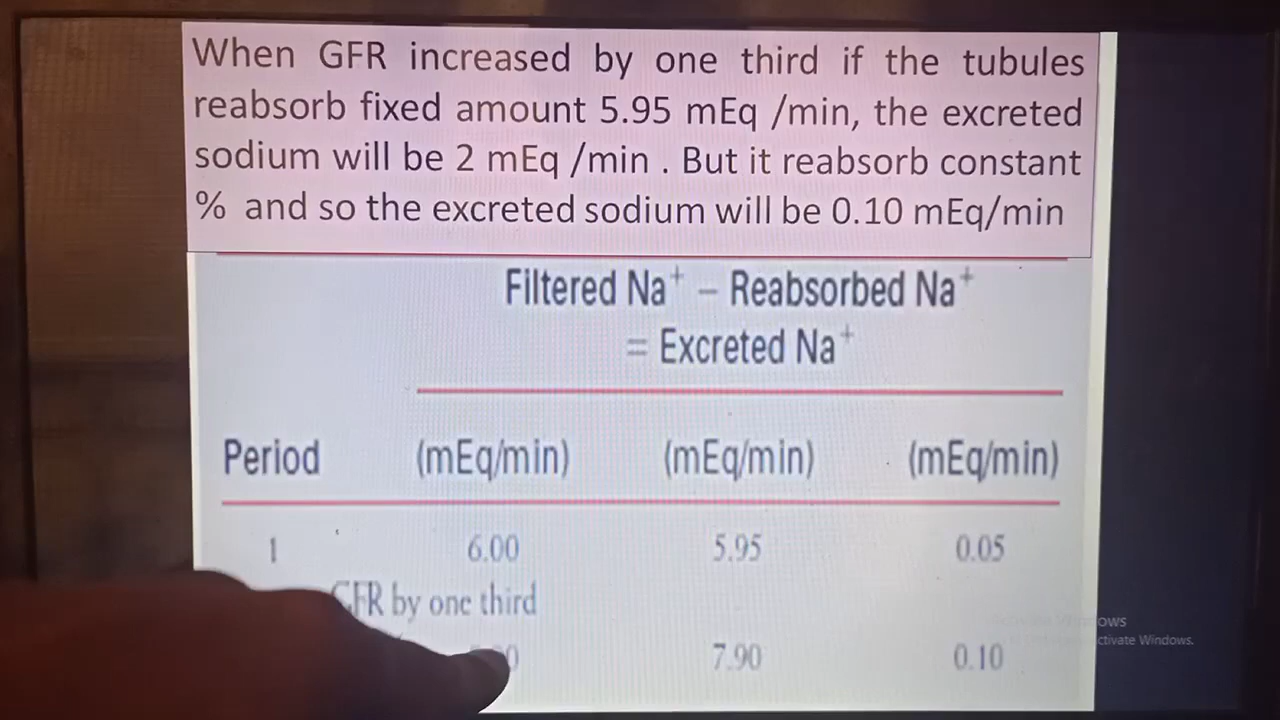 When GFR increased by one third if the tubules
reabsorb fixed amount 5.95 mEq /min, the excreted
sodium will be 2 mEq /min . But it reabsorb constant
% and so the excreted sodium will be 0.10 mEq/min
Filtered Na⁺ – Reabsorbed Na⁺
= Excreted Na⁺
Period (mEq/min) (mEq/min) (mEq/min)
1 6.00 5.95 0.05
GFR by one third
7.90 0.10
ctivate Windows.